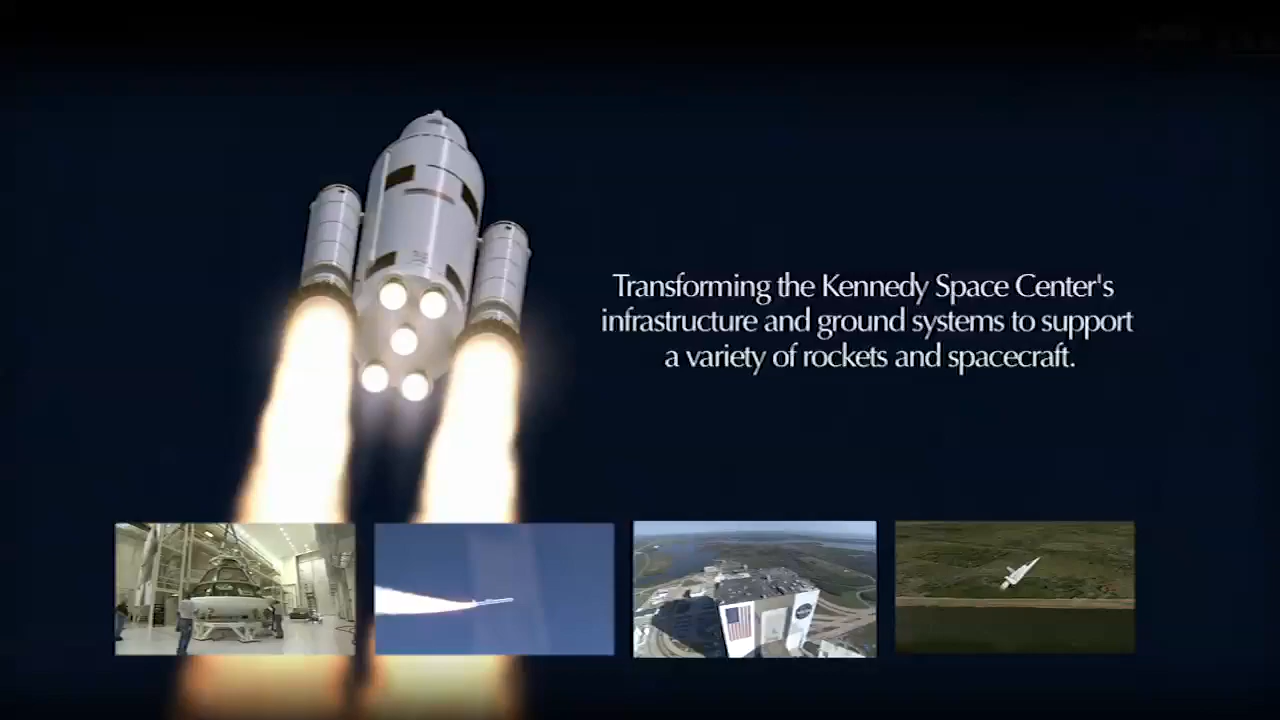 Transforming the Kennedy Space Center's
infrastructure and ground systems to support
a variety of rockets and spacecraft.